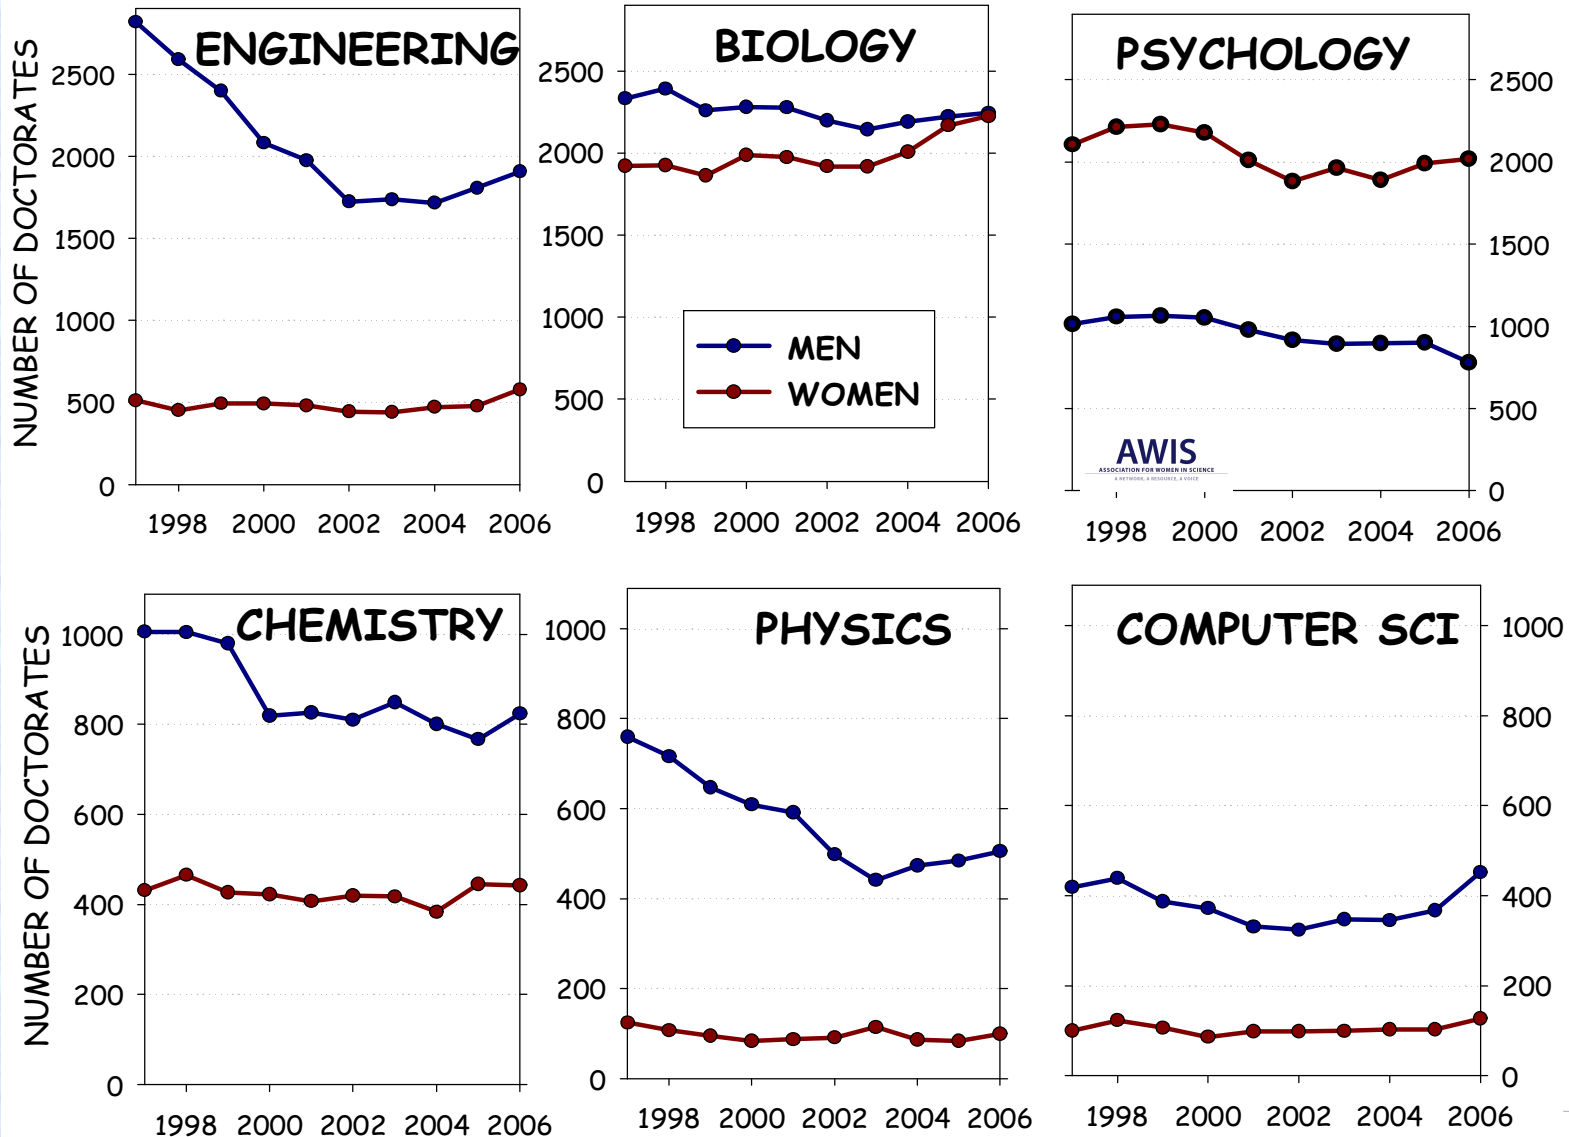 NUMBER OF DOCTORATES
ENGINEERING
2500
2000
1500
1000
500
0
1998 2000 2002 2004 2006
BIOLOGY
2500
2000
1500
1000
500
0
MEN
WOMEN
1998 2000 2002 2004 2006
PSYCHOLOGY
2500
2000
1500
1000
500
0
AWIS
ASSOCIATION FOR WOMEN IN SCIENCE
A NETWORK, A RESOURCE, A VOICE
1998 2000 2002 2004 2006
NUMBER OF DOCTORATES
CHEMISTRY
1000
800
600
400
200
0
1998 2000 2002 2004 2006
PHYSICS
1000
800
600
400
200
0
1998 2000 2002 2004 2006
COMPUTER SCI
1000
800
600
400
200
0
1998 2000 2002 2004 2006